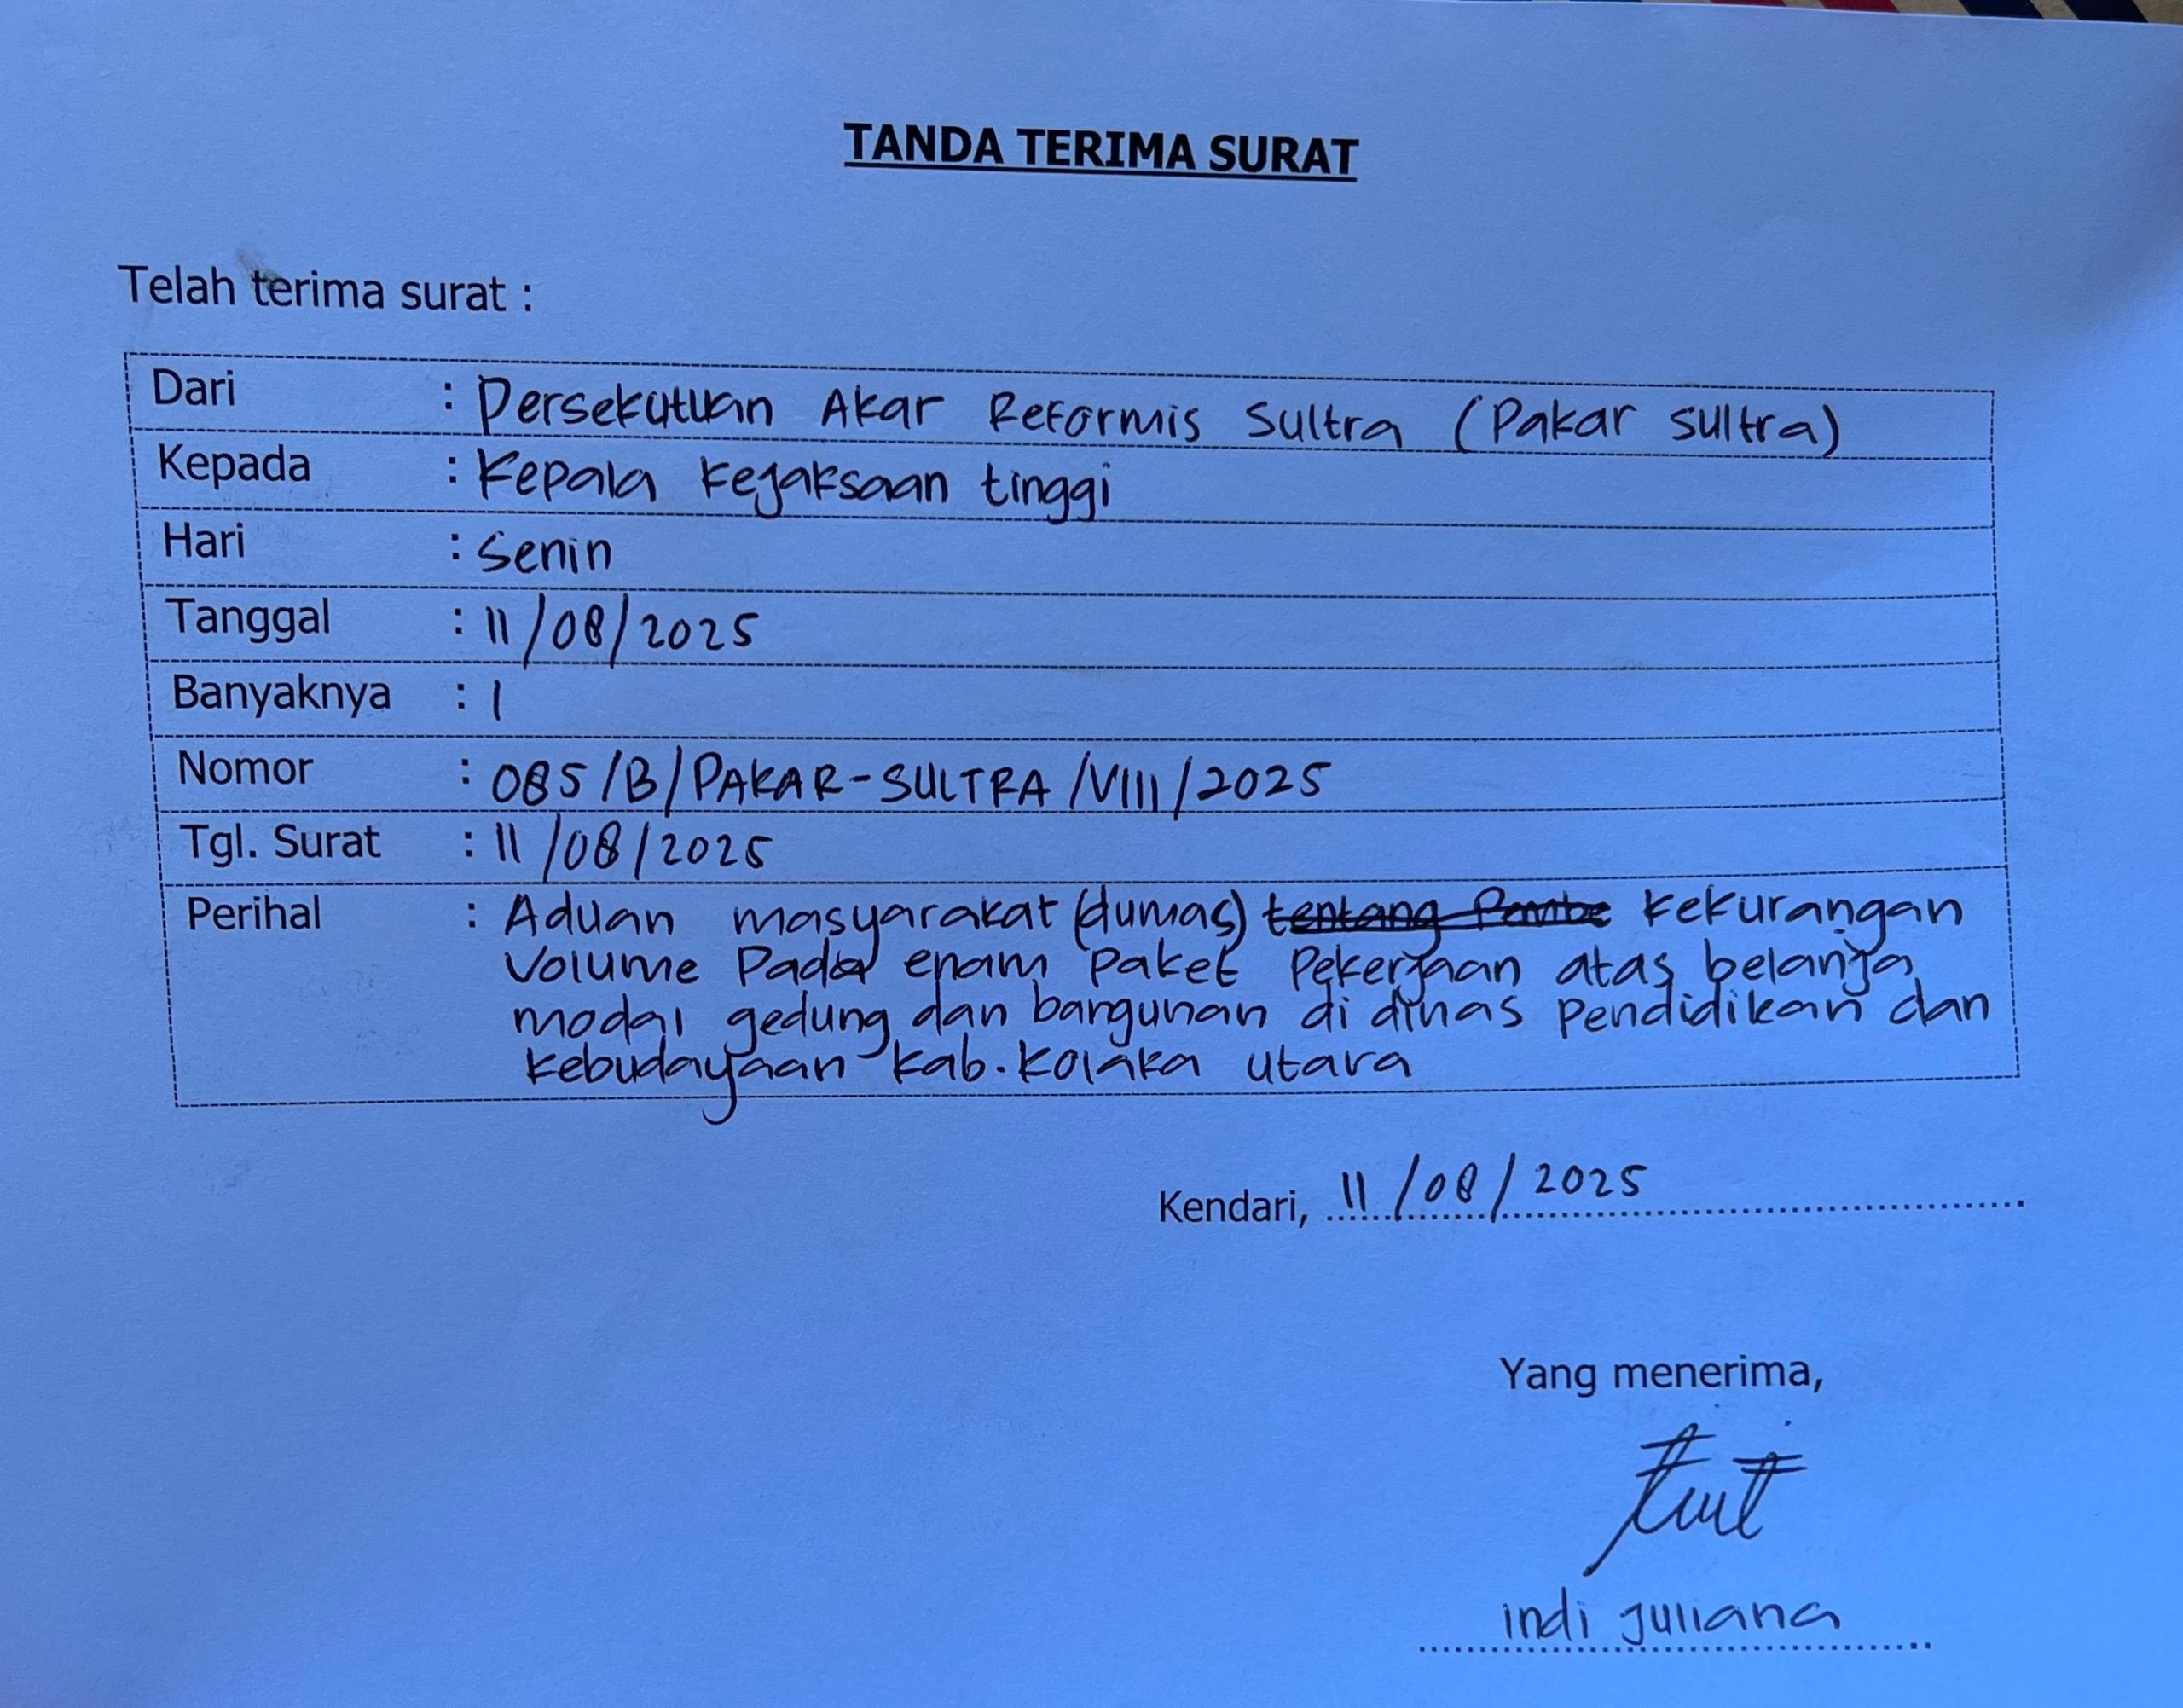 TANDA TERIMA SURAT
Telah terima surat :
Dari : Persekutuan Akar Reformis Sultra (Pakar Sultra)
Kepada : Kepala Kejaksaan tinggi
Hari : Senin
Tanggal : 11/08/2025
Banyaknya : 1
Nomor : 085/B/PAKAR-SULTRA/VIII/2025
Tgl. Surat : 11/08/2025
Perihal : Aduan masyarakat (dumas) tentang kekurangan
Volume Pada enam Paket Pekerjaan atas belanja
modal gedung dan bangunan di dinas Pendidikan dan
kebudayaan kab. Kolaka utara
Kendari, 11/08/2025
Yang menerima,
indi juliana